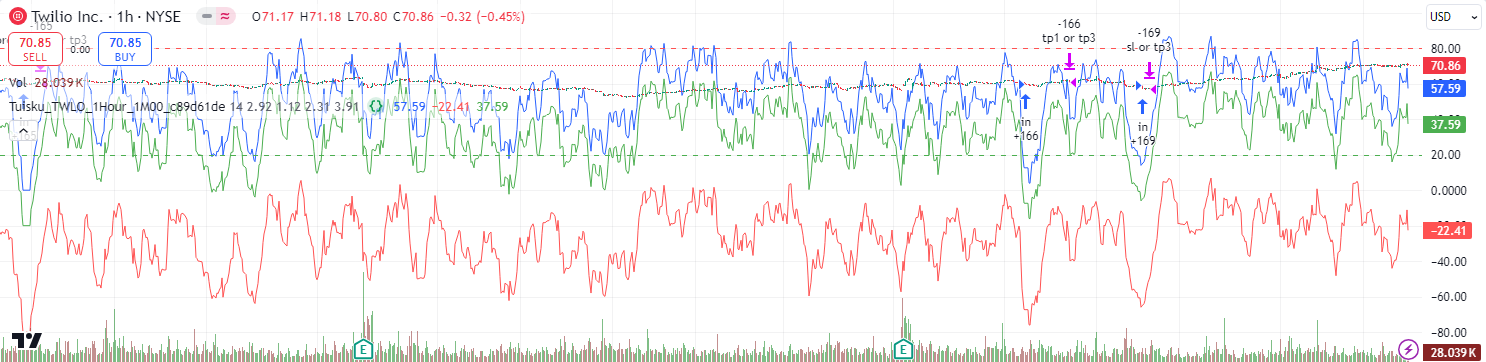 Twilio Inc. · 1h · NYSE
O71.17 H71.18 L70.80 C70.86 −0.32 (−0.45%)
USD
-165
tp3
70.85
SELL
0.00
70.85
BUY
Vol 28.039 K
Tuisku_TWLO_1Hour_1M00_c89d61de 14 2.92 1.12 2.31 3.91 57.59 −22.41 37.59
+165
-166
tp1 or tp3
-169
sl or tp3
in
+166
in
+169
80.00
70.86
57.59
37.59
20.00
0.0000
−22.41
−40.00
−60.00
−80.00
28.039 K
E
E